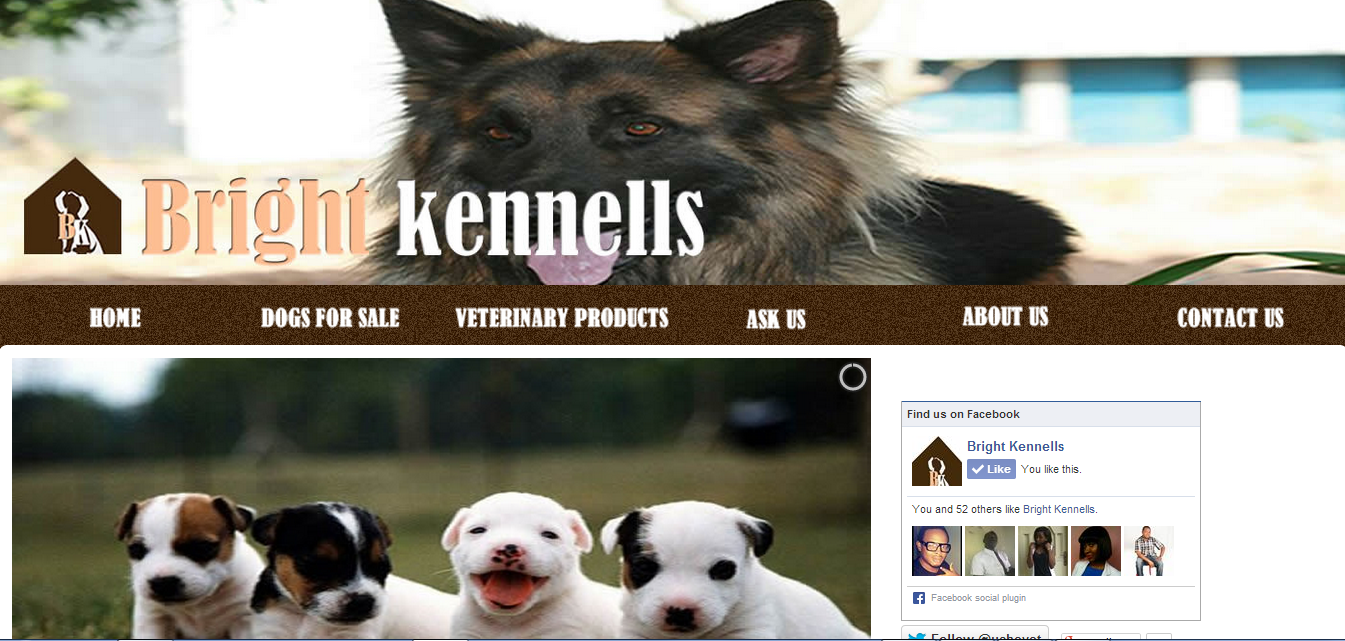 BK
Bright kennells
HOME
DOGS FOR SALE
VETERINARY PRODUCTS
ASK US
ABOUT US
CONTACT US
Find us on Facebook
BK
Bright Kennells
Like
You like this.
You and 52 others like Bright Kennells.
Facebook social plugin
Follow